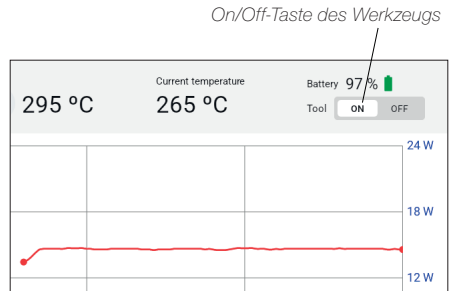 On/Off-Taste des Werkzeugs
Current temperature
Battery 97 %
295 ºC
265 ºC
Tool ON OFF
24 W
18 W
12 W